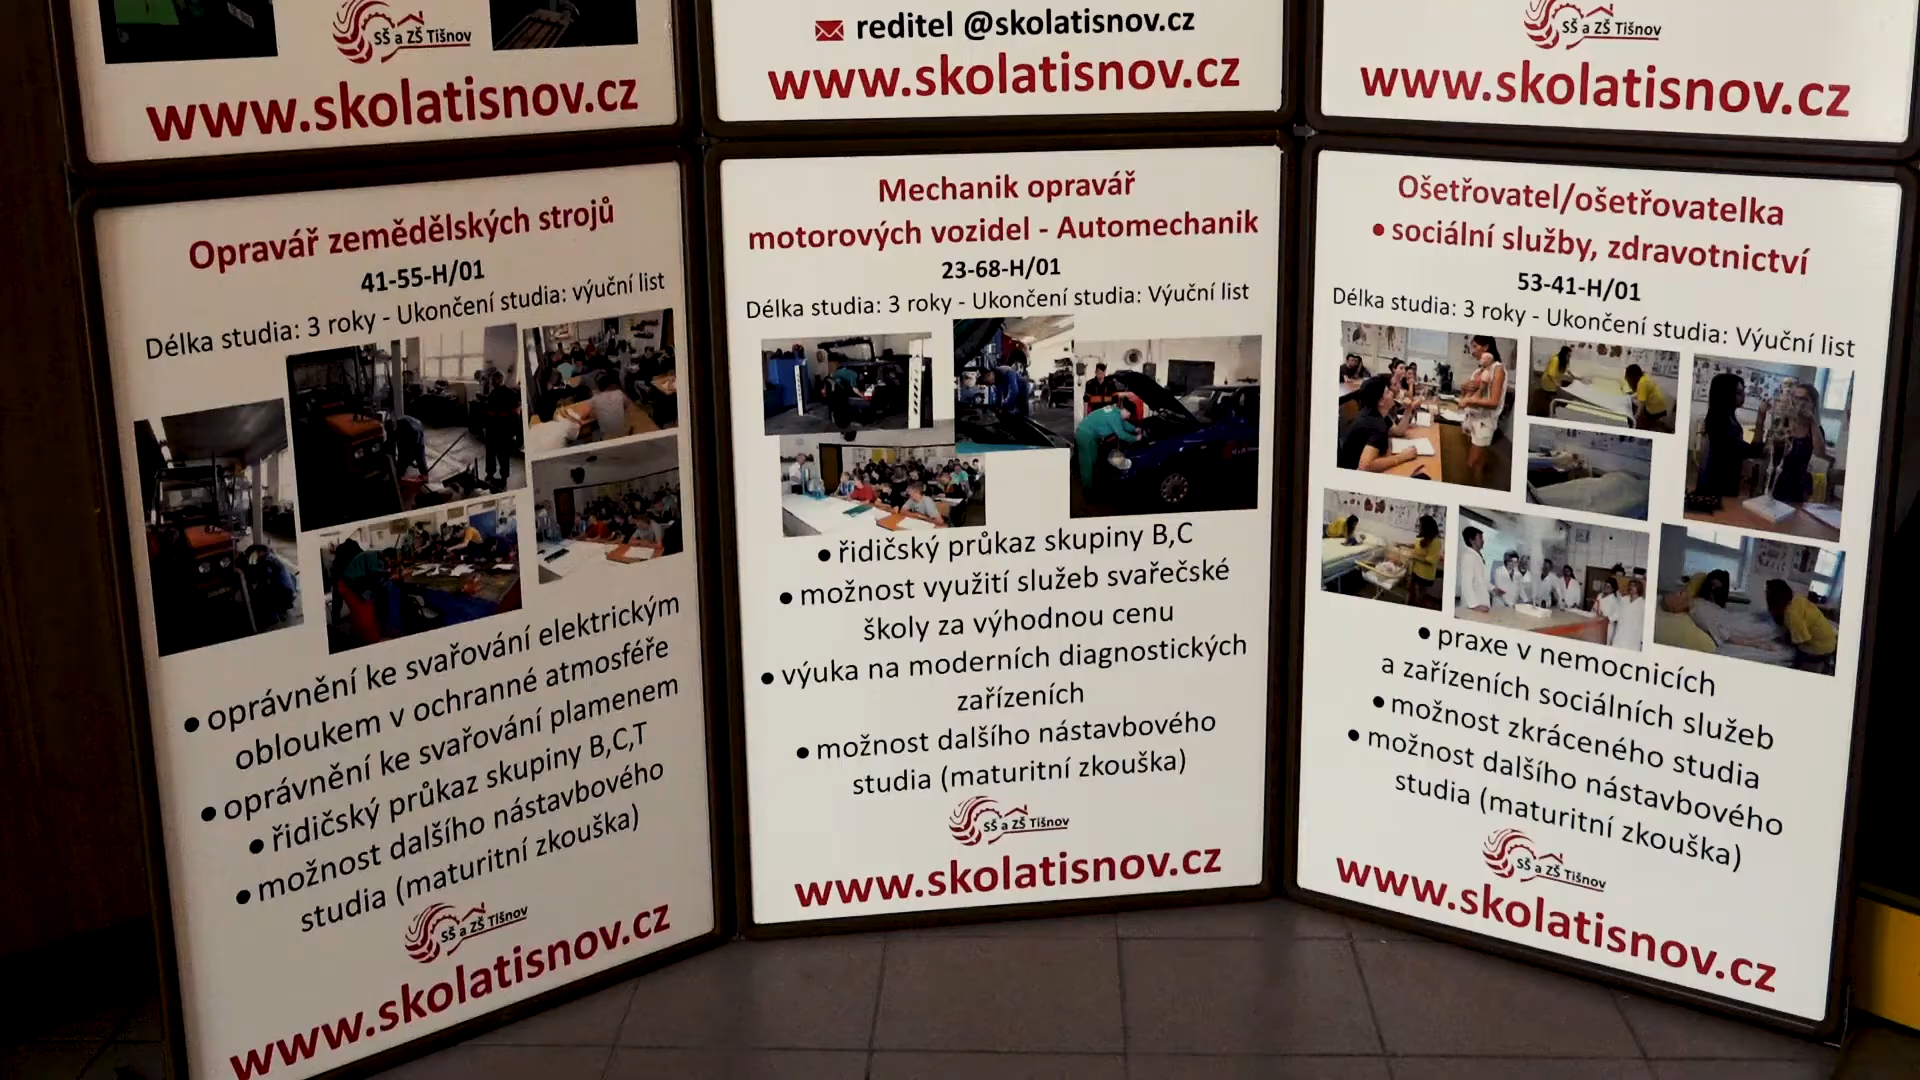 SŠ a ZŠ Tišnov
www.skolatisnov.cz
reditel @skolatisnov.cz
www.skolatisnov.cz
SŠ a ZŠ Tišnov
www.skolatisnov.cz
Opravář zemědělských strojů
41-55-H/01
Délka studia: 3 roky - Ukončení studia: výuční list
• oprávnění ke svařování elektrickým
obloukem v ochranné atmosféře
• oprávnění ke svařování plamenem
• řidičský průkaz skupiny B,C,T
• možnost dalšího nástavbového
studia (maturitní zkouška)
SŠ a ZŠ Tišnov
www.skolatisnov.cz
Mechanik opravář
motorových vozidel - Automechanik
23-68-H/01
Délka studia: 3 roky - Ukončení studia: Výuční list
• řidičský průkaz skupiny B,C
• možnost využití služeb svařečské
školy za výhodnou cenu
• výuka na moderních diagnostických
zařízeních
• možnost dalšího nástavbového
studia (maturitní zkouška)
SŠ a ZŠ Tišnov
www.skolatisnov.cz
Ošetřovatel/ošetřovatelka
• sociální služby, zdravotnictví
53-41-H/01
Délka studia: 3 roky - Ukončení studia: Výuční list
• praxe v nemocnicích
a zařízeních sociálních služeb
• možnost zkráceného studia
• možnost dalšího nástavbového
studia (maturitní zkouška)
SŠ a ZŠ Tišnov
www.skolatisnov.cz